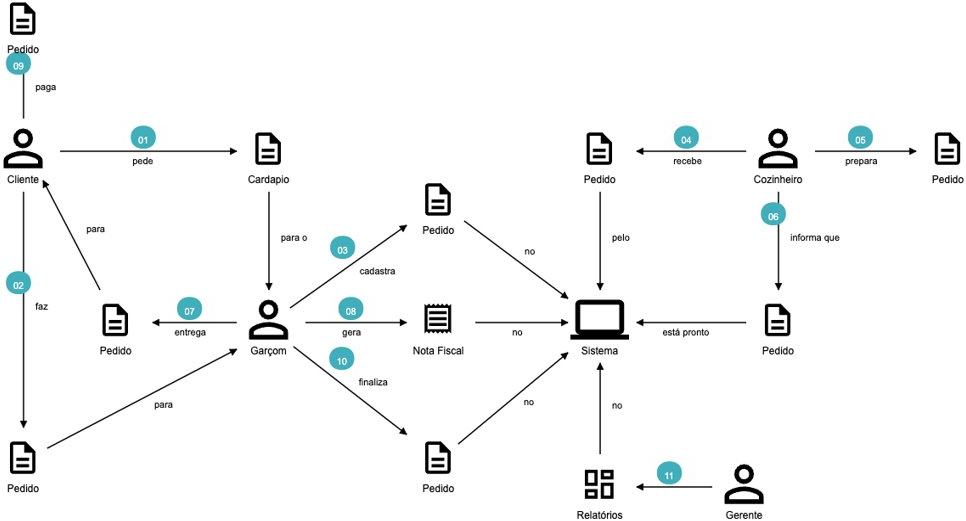 Pedido
09
paga
01
pede
Cliente
Cardapio
04
recebe
05
prepara
Pedido
Cozinheiro
Pedido
06
informa que
para
para o
03
cadastra
Pedido
no
pelo
02
faz
07
entrega
Pedido
Garçom
08
gera
Nota Fiscal
no
Sistema
está pronto
Pedido
10
finaliza
para
no
no
Pedido
Pedido
11
Relatórios
Gerente